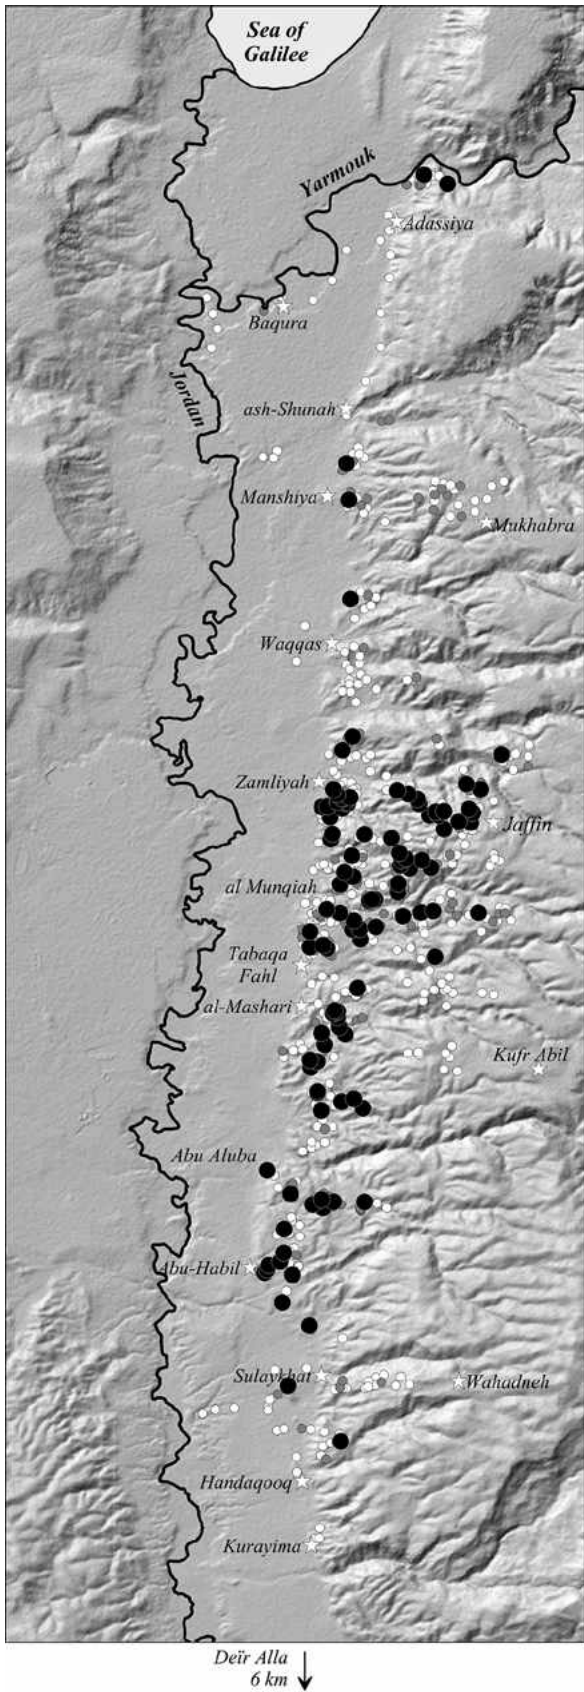 Sea of
Galilee
Yarmouk
Adassiya
Baqura
Jordan
ash-Shunah
Manshiya
Mukhabra
Waqqas
Zamliyah
Jaffin
al Munqiah
Tabaqa
Fahl
al-Mashari
Kufr Abil
Abu Aluba
Abu-Habil
Sulaykhat
Wahadneh
Handaqooq
Kurayima
Deïr Alla
6 km